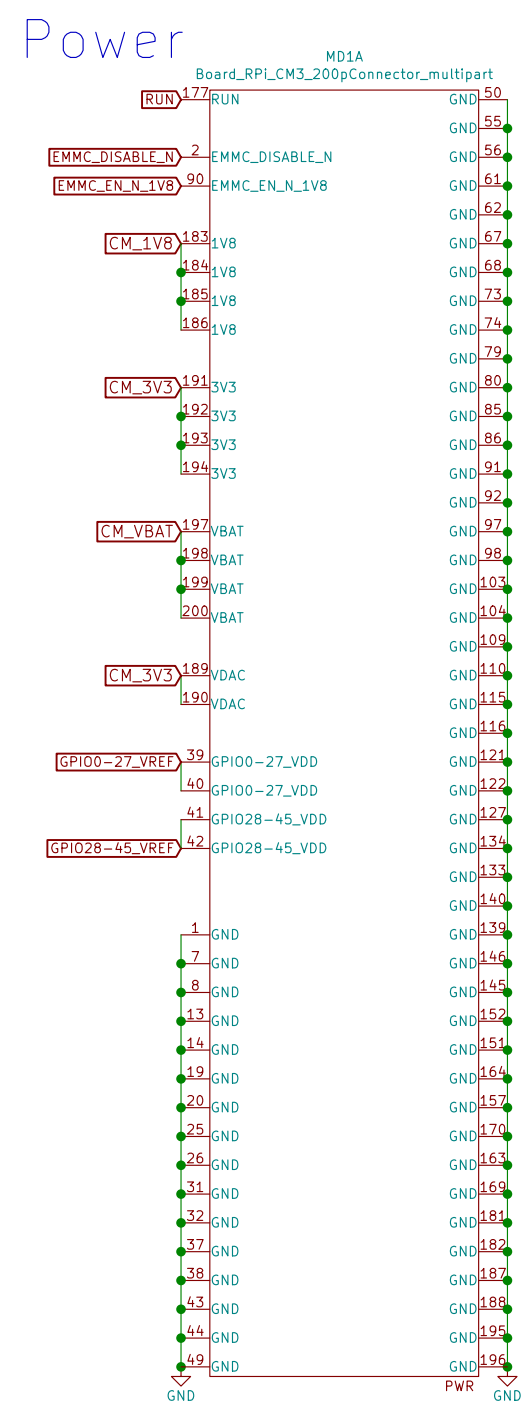 Power
MD1A
Board_RPi_CM3_200pConnector_multipart
RUN 177 RUN GND 50
GND 55
EMMC_DISABLE_N 2 EMMC_DISABLE_N GND 56
EMMC_EN_N_1V8 90 EMMC_EN_N_1V8 GND 61
GND 62
CM_1V8 183 1V8 GND 67
184 1V8 GND 68
185 1V8 GND 73
186 1V8 GND 74
GND 79
CM_3V3 191 3V3 GND 80
192 3V3 GND 85
193 3V3 GND 86
194 3V3 GND 91
GND 92
CM_VBAT 197 VBAT GND 97
198 VBAT GND 98
199 VBAT GND 103
200 VBAT GND 104
GND 109
CM_3V3 189 VDAC GND 110
190 VDAC GND 115
GND 116
GPIO0-27_VREF 39 GPIO0-27_VDD GND 121
40 GPIO0-27_VDD GND 122
41 GPIO28-45_VDD GND 127
GPIO28-45_VREF 42 GPIO28-45_VDD GND 134
GND 133
GND 140
1 GND GND 139
7 GND GND 146
8 GND GND 145
13 GND GND 152
14 GND GND 151
19 GND GND 164
20 GND GND 157
25 GND GND 170
26 GND GND 163
31 GND GND 169
32 GND GND 181
37 GND GND 182
38 GND GND 187
43 GND GND 188
44 GND GND 195
49 GND GND 196
PWR
GND GND